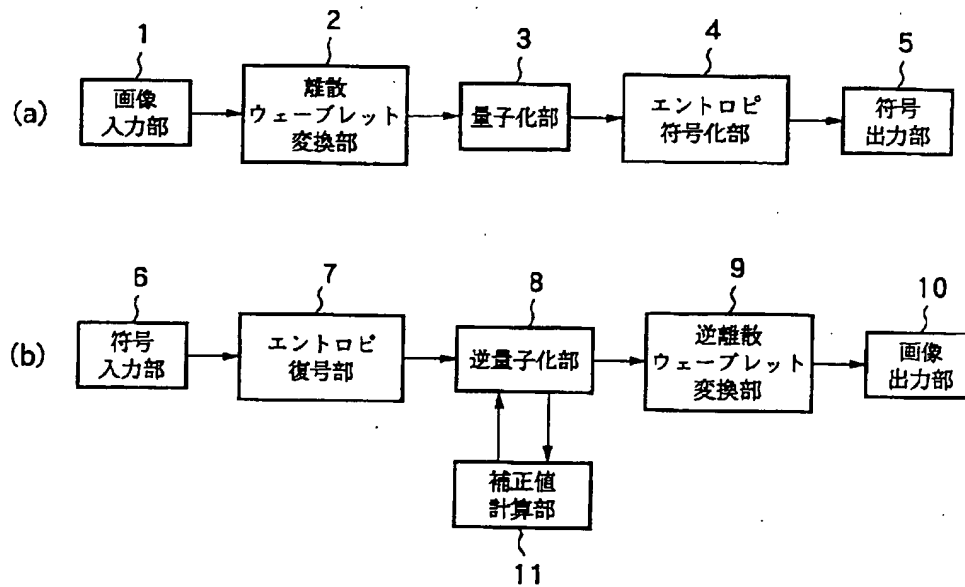 1
2
3
4
5
(a)
画像
入力部
離散
ウェーブレット
変換部
量子化部
エントロピ
符号化部
符号
出力部
6
7
8
9
10
(b)
符号
入力部
エントロピ
復号部
逆量子化部
逆離散
ウェーブレット
変換部
画像
出力部
補正値
計算部
11